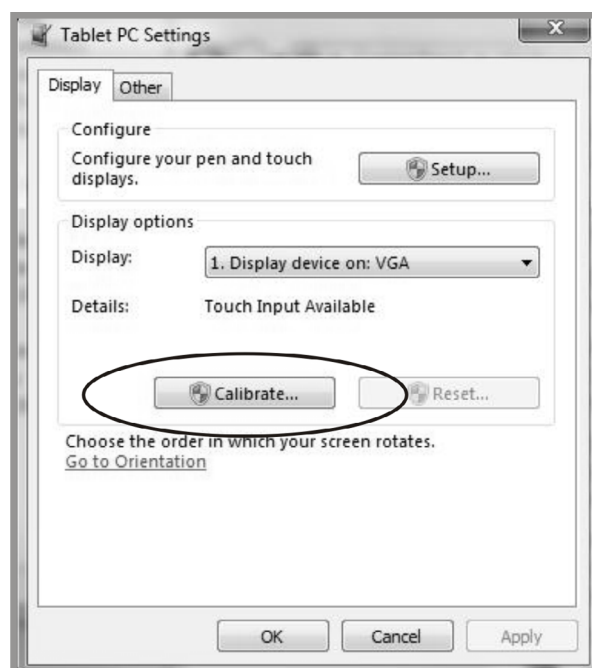 Tablet PC Settings
Display Other
Configure
Configure your pen and touch
displays.
Setup...
Display options
Display: 1. Display device on: VGA
Details: Touch Input Available
Calibrate... Reset...
Choose the order in which your screen rotates.
Go to Orientation
OK Cancel Apply